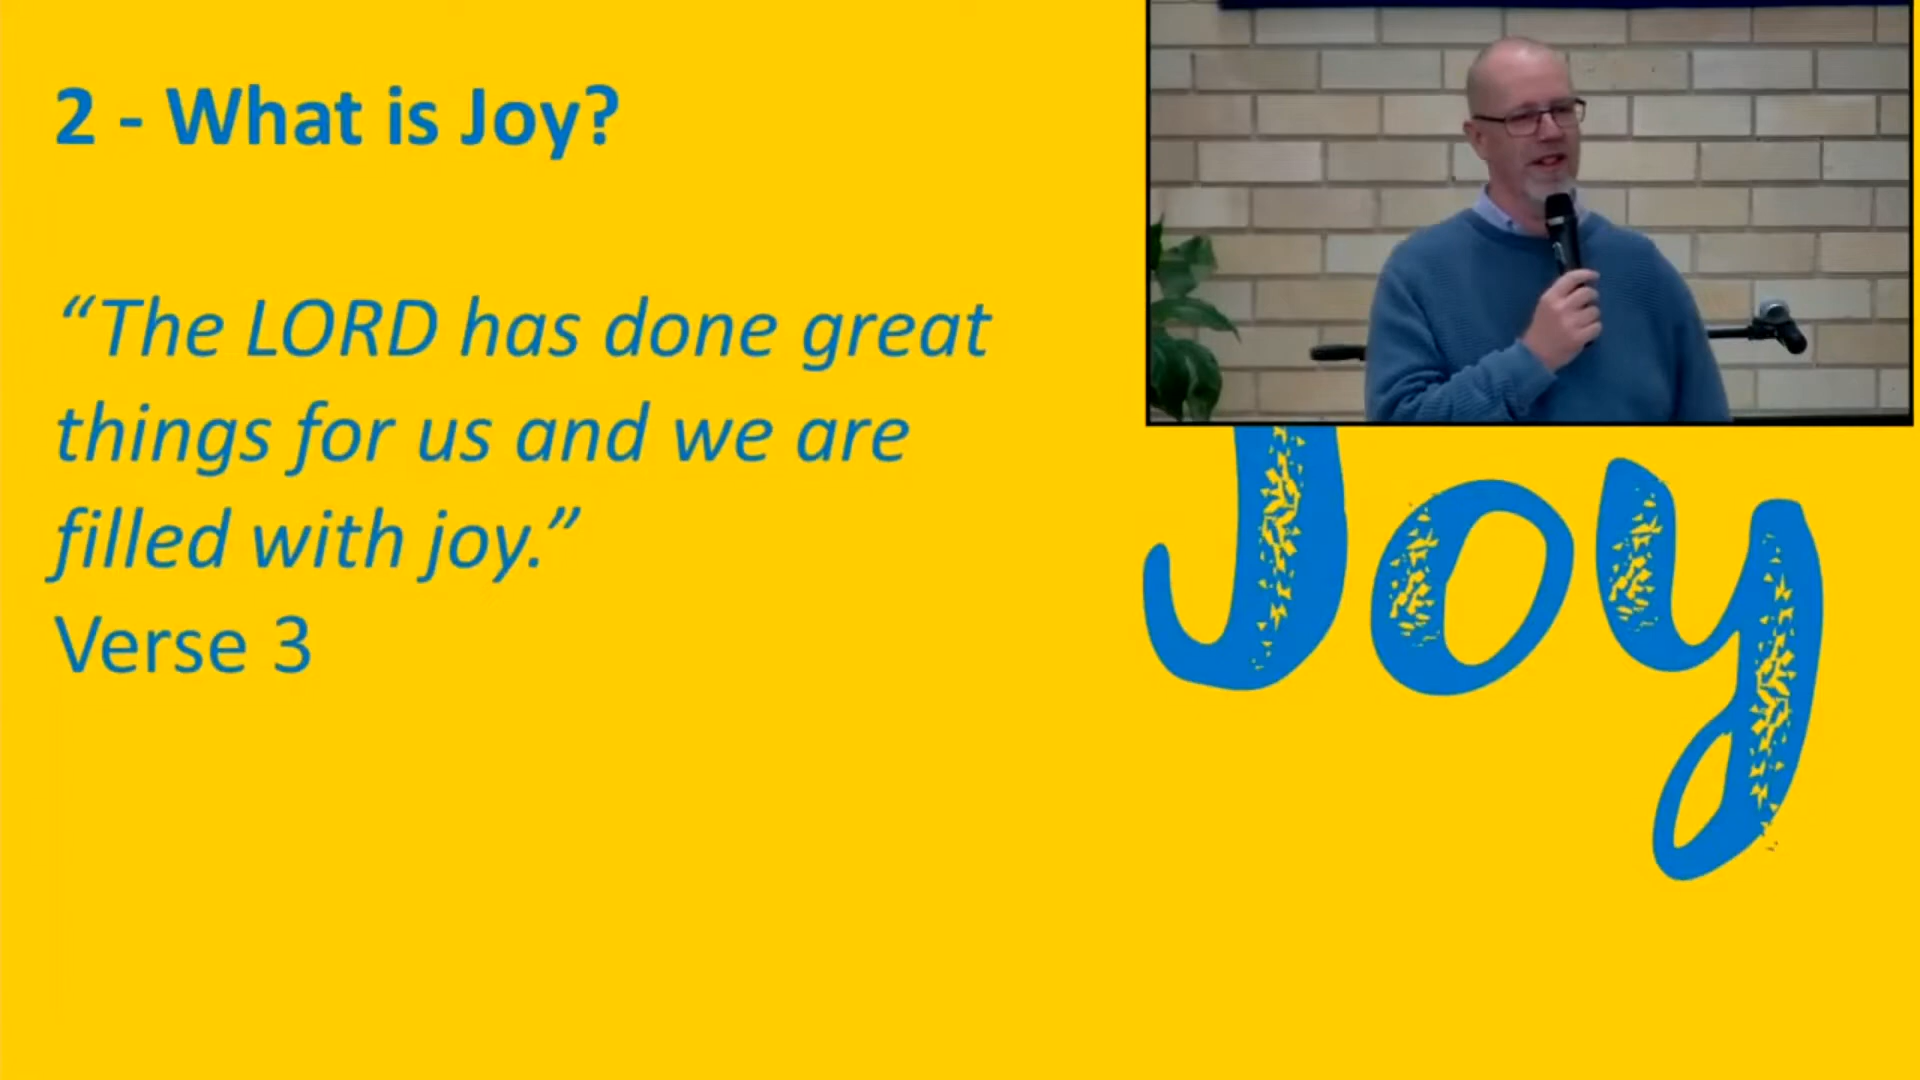 2 - What is Joy?
“The LORD has done great
things for us and we are
filled with joy.”
Verse 3
Joy